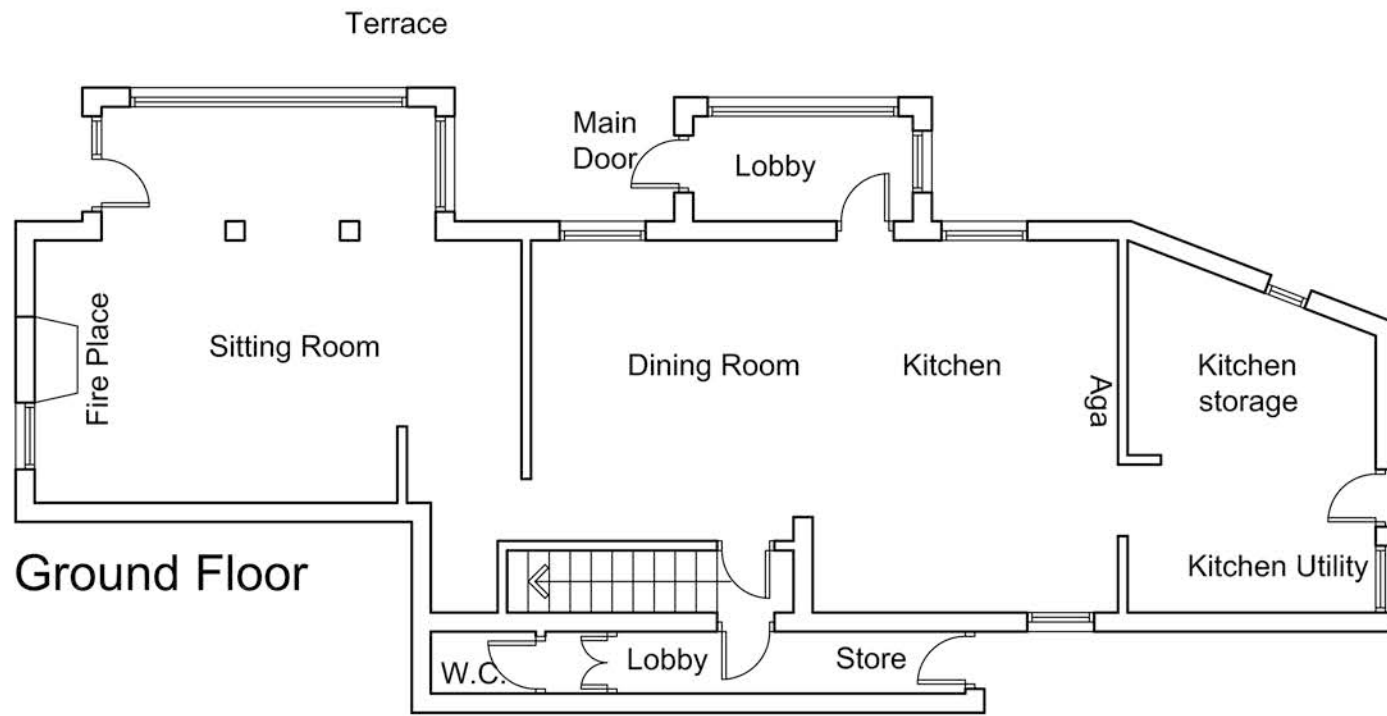 Terrace
Main
Door
Lobby
Fire Place
Sitting Room
Dining Room
Kitchen
Aga
Kitchen
storage
Ground Floor
Kitchen Utility
W.C.
Lobby
Store